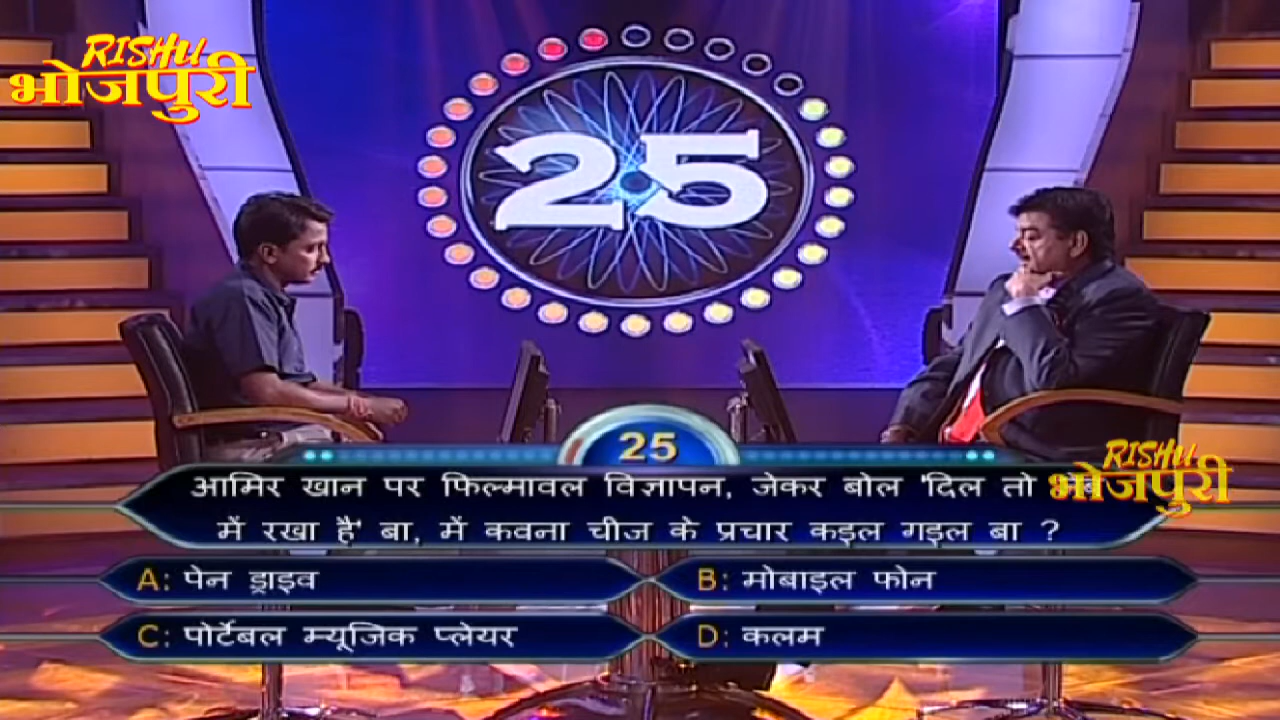 RISHU
भोजपुरी
25
25
आमिर खान पर फिल्मावल विज्ञापन, जेकर बोल 'दिल तो
RISHU
भोजपुरी
में रखा है' बा, में कवना चीज के प्रचार कइल गइल बा ?
A: पेन ड्राइव
B: मोबाइल फोन
C: पोर्टेबल म्यूजिक प्लेयर
D: कलम